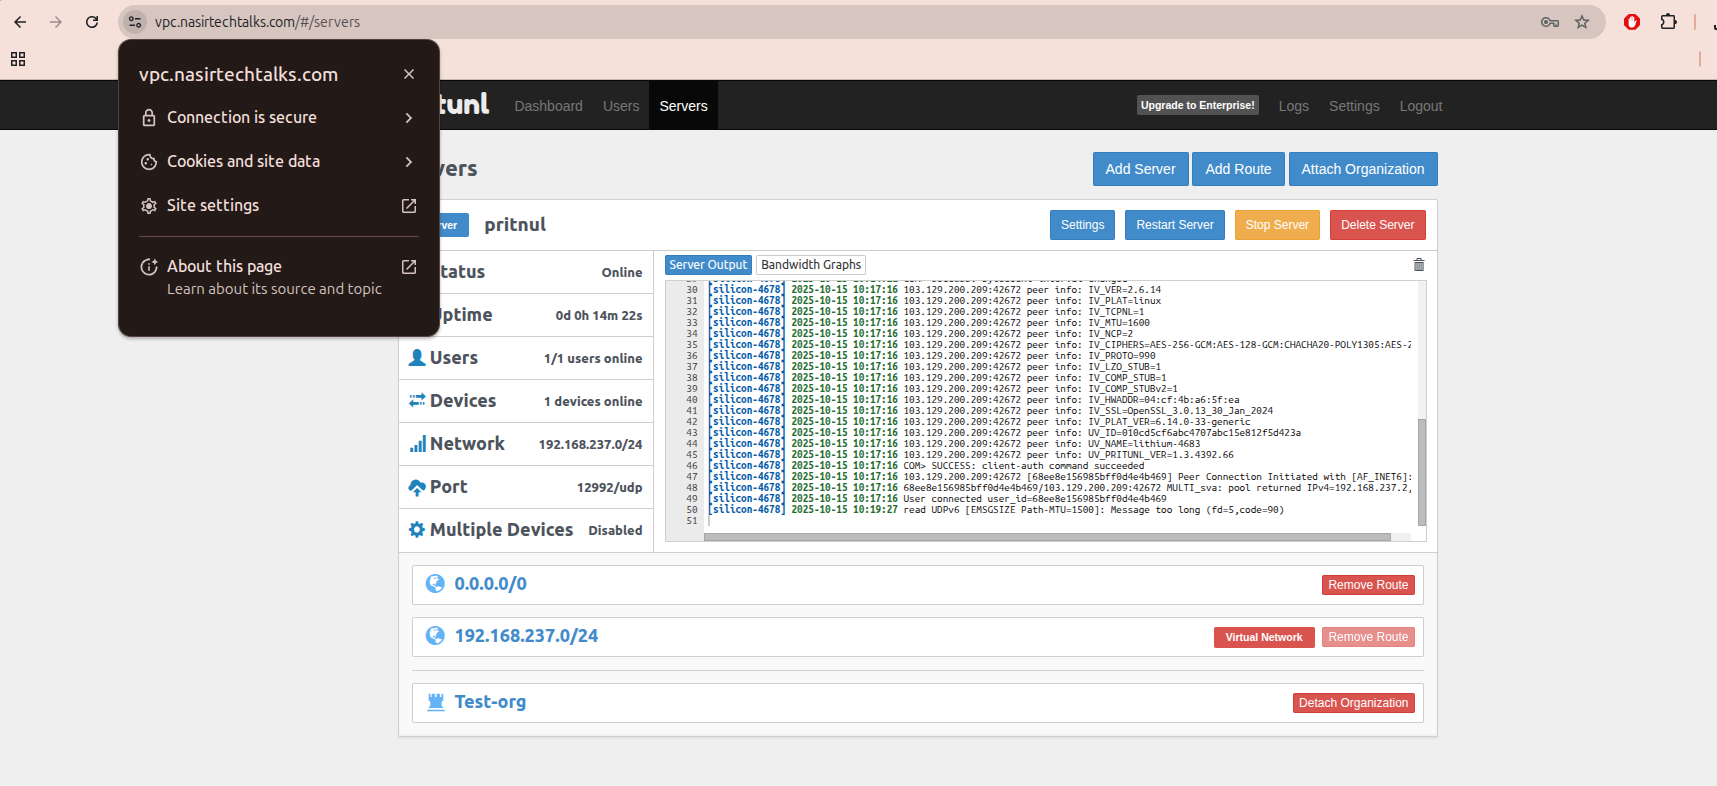 vpc.nasirtechtalks.com/#/servers
vpc.nasirtechtalks.com
Connection is secure
Cookies and site data
Site settings
About this page
Learn about its source and topic
tunl
Dashboard
Users
Servers
Upgrade to Enterprise!
Logs
Settings
Logout
vers
Add Server
Add Route
Attach Organization
ver
pritnul
Settings
Restart Server
Stop Server
Delete Server
tatus
Online
ptime
0d 0h 14m 22s
Users
1/1 users online
Devices
1 devices online
Network
192.168.237.0/24
Port
12992/udp
Multiple Devices
Disabled
Server Output
Bandwidth Graphs
30 [silicon-4678] 2025-10-15 10:17:16 103.129.200.209:42672 peer info: IV_VER=2.6.14
31 [silicon-4678] 2025-10-15 10:17:16 103.129.200.209:42672 peer info: IV_PLAT=linux
32 [silicon-4678] 2025-10-15 10:17:16 103.129.200.209:42672 peer info: IV_TCPNL=1
33 [silicon-4678] 2025-10-15 10:17:16 103.129.200.209:42672 peer info: IV_MTU=1600
34 [silicon-4678] 2025-10-15 10:17:16 103.129.200.209:42672 peer info: IV_NCP=2
35 [silicon-4678] 2025-10-15 10:17:16 103.129.200.209:42672 peer info: IV_CIPHERS=AES-256-GCM:AES-128-GCM:CHACHA20-POLY1305:AES-2
36 [silicon-4678] 2025-10-15 10:17:16 103.129.200.209:42672 peer info: IV_PROTO=990
37 [silicon-4678] 2025-10-15 10:17:16 103.129.200.209:42672 peer info: IV_LZO_STUB=1
38 [silicon-4678] 2025-10-15 10:17:16 103.129.200.209:42672 peer info: IV_COMP_STUB=1
39 [silicon-4678] 2025-10-15 10:17:16 103.129.200.209:42672 peer info: IV_COMP_STUBv2=1
40 [silicon-4678] 2025-10-15 10:17:16 103.129.200.209:42672 peer info: IV_HWADDR=04:cf:4b:a6:5f:ea
41 [silicon-4678] 2025-10-15 10:17:16 103.129.200.209:42672 peer info: IV_SSL=OpenSSL_3.0.13_30_Jan_2024
42 [silicon-4678] 2025-10-15 10:17:16 103.129.200.209:42672 peer info: IV_PLAT_VER=6.14.0-33-generic
43 [silicon-4678] 2025-10-15 10:17:16 103.129.200.209:42672 peer info: UV_ID=010cd5cf6abc4707abc15e812f5d423a
44 [silicon-4678] 2025-10-15 10:17:16 103.129.200.209:42672 peer info: UV_NAME=lithium-4683
45 [silicon-4678] 2025-10-15 10:17:16 103.129.200.209:42672 peer info: UV_PRITUNL_VER=1.3.4392.66
46 [silicon-4678] 2025-10-15 10:17:16 COM> SUCCESS: client-auth command succeeded
47 [silicon-4678] 2025-10-15 10:17:16 103.129.200.209:42672 [68ee8e156985bff0d4e4b469] Peer Connection Initiated with [AF_INET6]:
48 [silicon-4678] 2025-10-15 10:17:16 68ee8e156985bff0d4e4b469/103.129.200.209:42672 MULTI_sva: pool returned IPv4=192.168.237.2,
49 [silicon-4678] 2025-10-15 10:17:16 User connected user_id=68ee8e156985bff0d4e4b469
50 [silicon-4678] 2025-10-15 10:19:27 read UDPv6 [EMSGSIZE Path-MTU=1500]: Message too long (fd=5,code=90)
51
0.0.0.0/0
Remove Route
192.168.237.0/24
Virtual Network
Remove Route
Test-org
Detach Organization